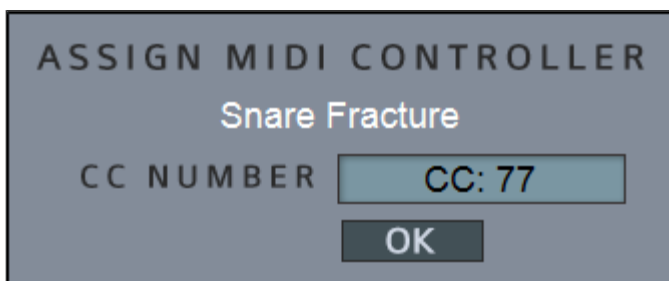 ASSIGN MIDI CONTROLLER
Snare Fracture
CC NUMBER CC: 77
OK